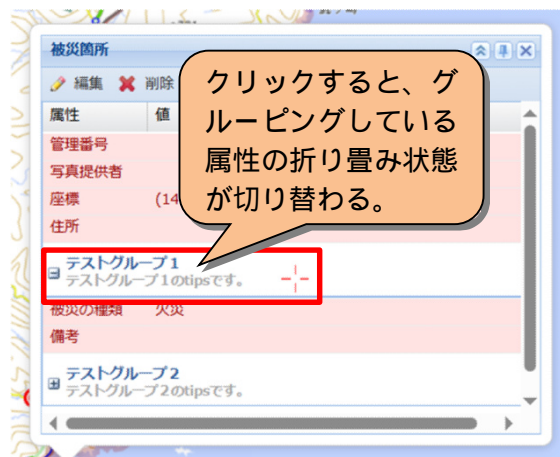 被災箇所
編集 削除
クリックすると、グ
ルーピングしている
属性の折り畳み状態
が切り替わる。
属性 値
管理番号
写真提供者
座標 (14
住所
テストグループ1
テストグループ1のtipsです。
被災の種類 火災
備考
テストグループ2
テストグループ2のtipsです。